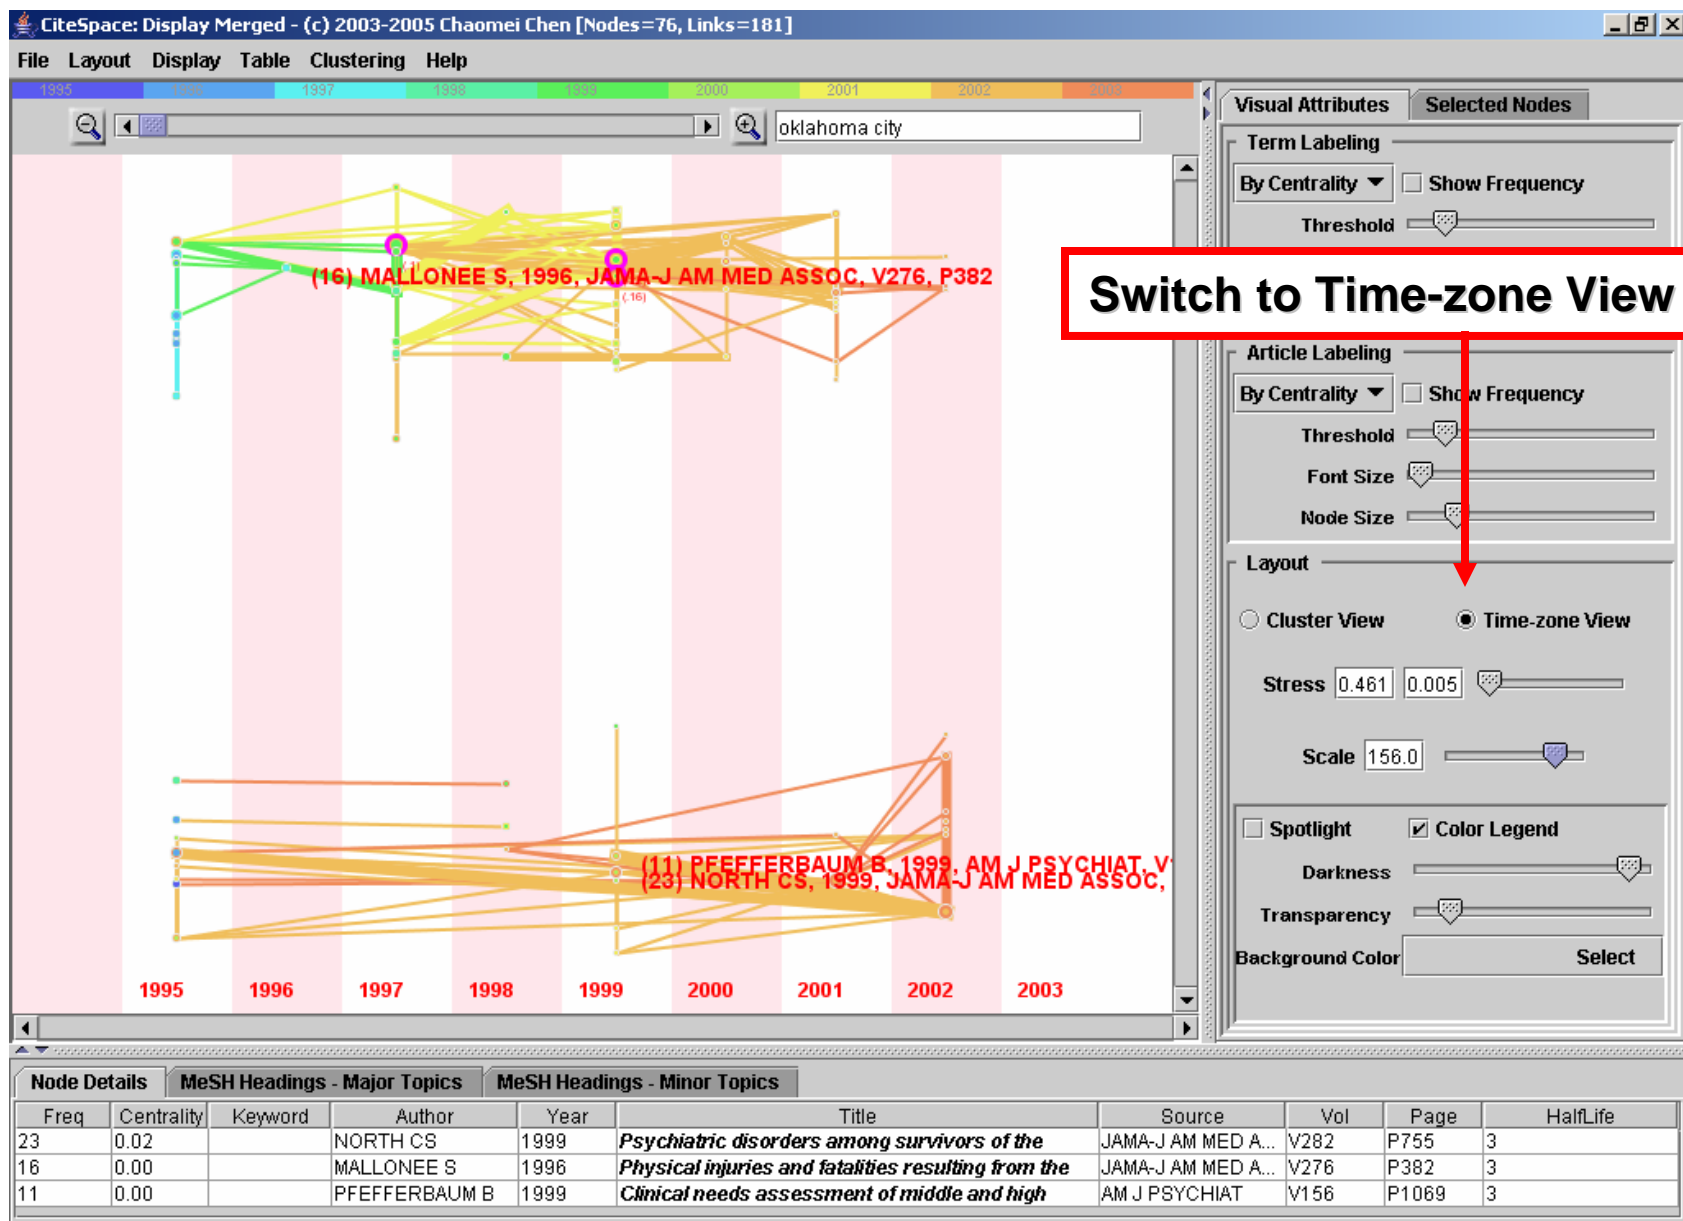 CiteSpace: Display Merged - (c) 2003-2005 Chaomei Chen [Nodes=76, Links=181]
File Layout Display Table Clustering Help
1995 1996 1997 1998 1999 2000 2001 2002 2003
oklahoma city
Visual Attributes Selected Nodes
Term Labeling
By Centrality Show Frequency
Threshold
(16) MALLONEE S, 1996, JAMA-J AM MED ASSOC, V276, P382
(.16)
Switch to Time-zone View
Article Labeling
By Centrality Show Frequency
Threshold
Font Size
Node Size
Layout
Cluster View Time-zone View
Stress 0.461 0.005
Scale 156.0
Spotlight Color Legend
Darkness
Transparency
Background Color Select
(11) PFEFFERBAUM B, 1999, AM J PSYCHIAT, V
(23) NORTH CS, 1999, JAMA-J AM MED ASSOC,
1995 1996 1997 1998 1999 2000 2001 2002 2003
Node Details MeSH Headings - Major Topics MeSH Headings - Minor Topics
Freq Centrality Keyword Author Year Title Source Vol Page HalfLife
23 0.02 NORTH CS 1999 Psychiatric disorders among survivors of the JAMA-J AM MED A... V282 P755 3
16 0.00 MALLONEE S 1996 Physical injuries and fatalities resulting from the JAMA-J AM MED A... V276 P382 3
11 0.00 PFEFFERBAUM B 1999 Clinical needs assessment of middle and high AM J PSYCHIAT V156 P1069 3